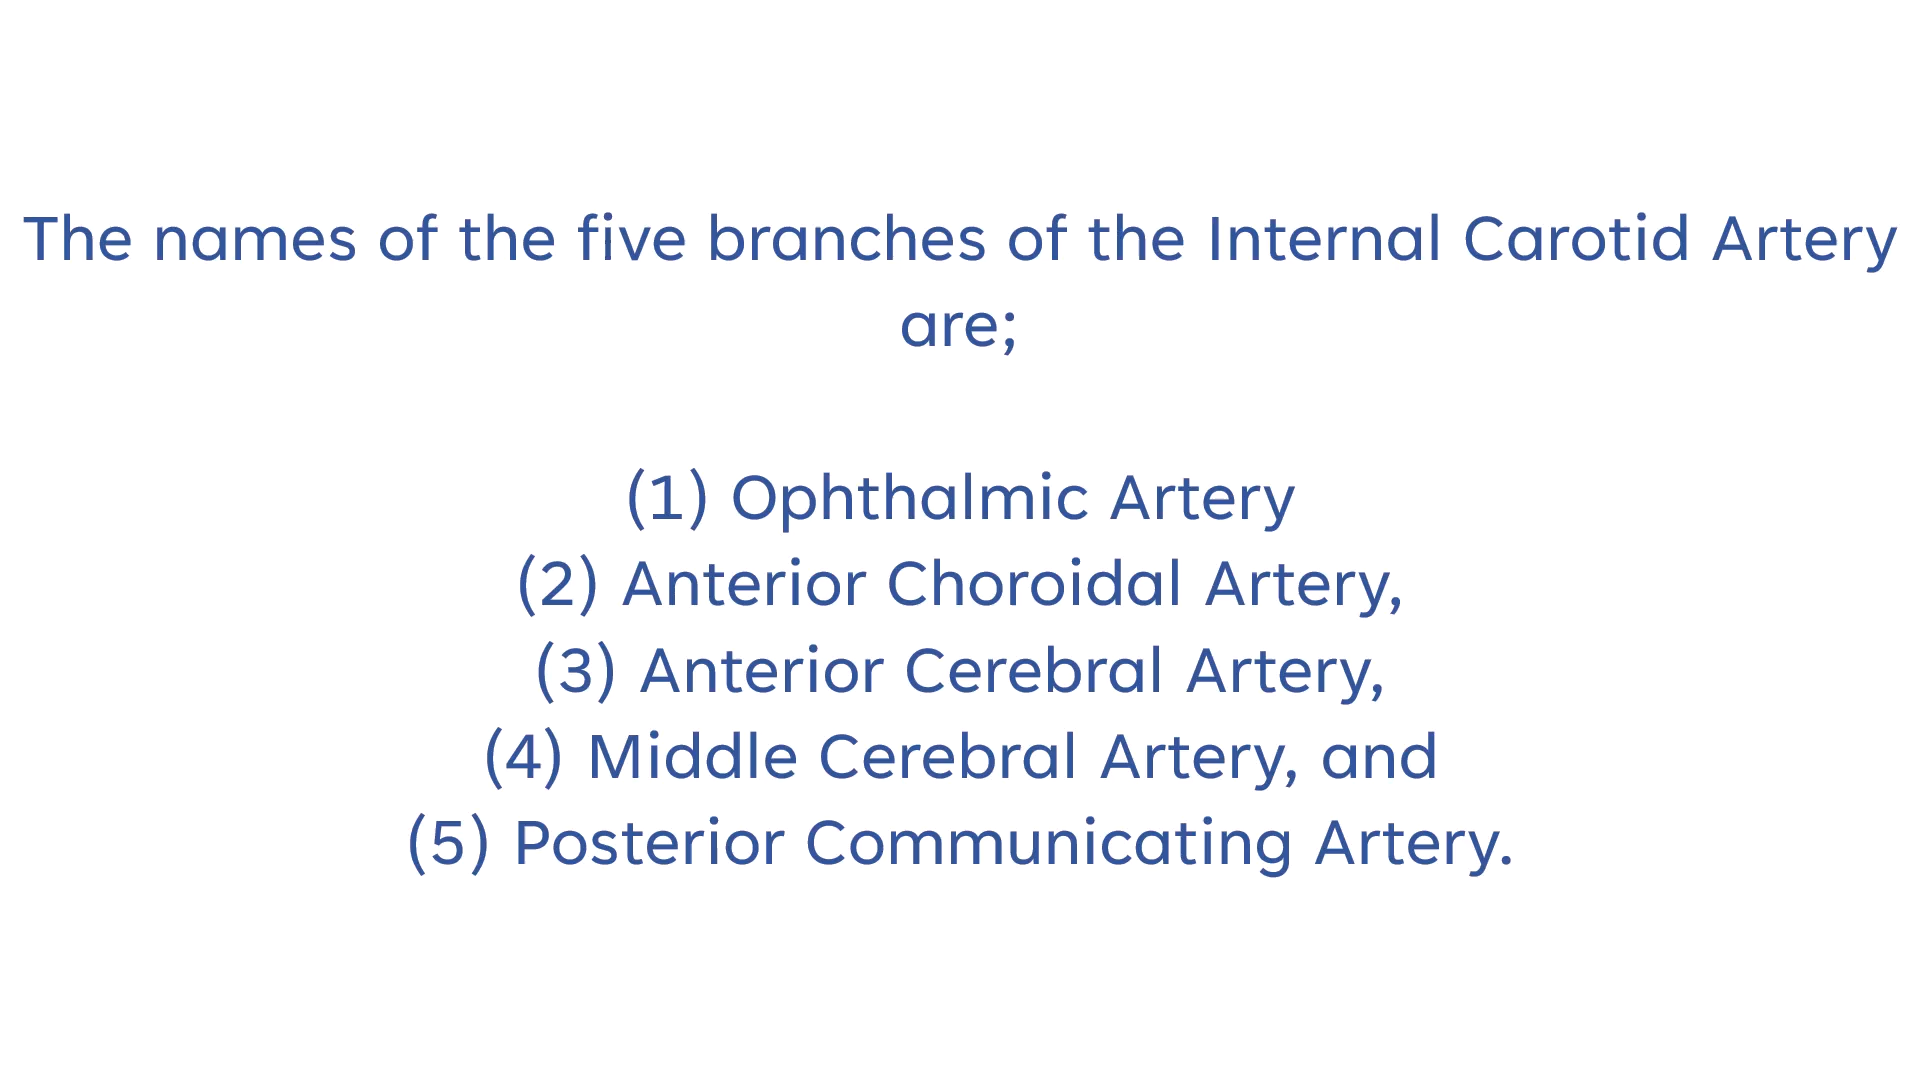 The names of the five branches of the Internal Carotid Artery
are;
(1) Ophthalmic Artery
(2) Anterior Choroidal Artery,
(3) Anterior Cerebral Artery,
(4) Middle Cerebral Artery, and
(5) Posterior Communicating Artery.